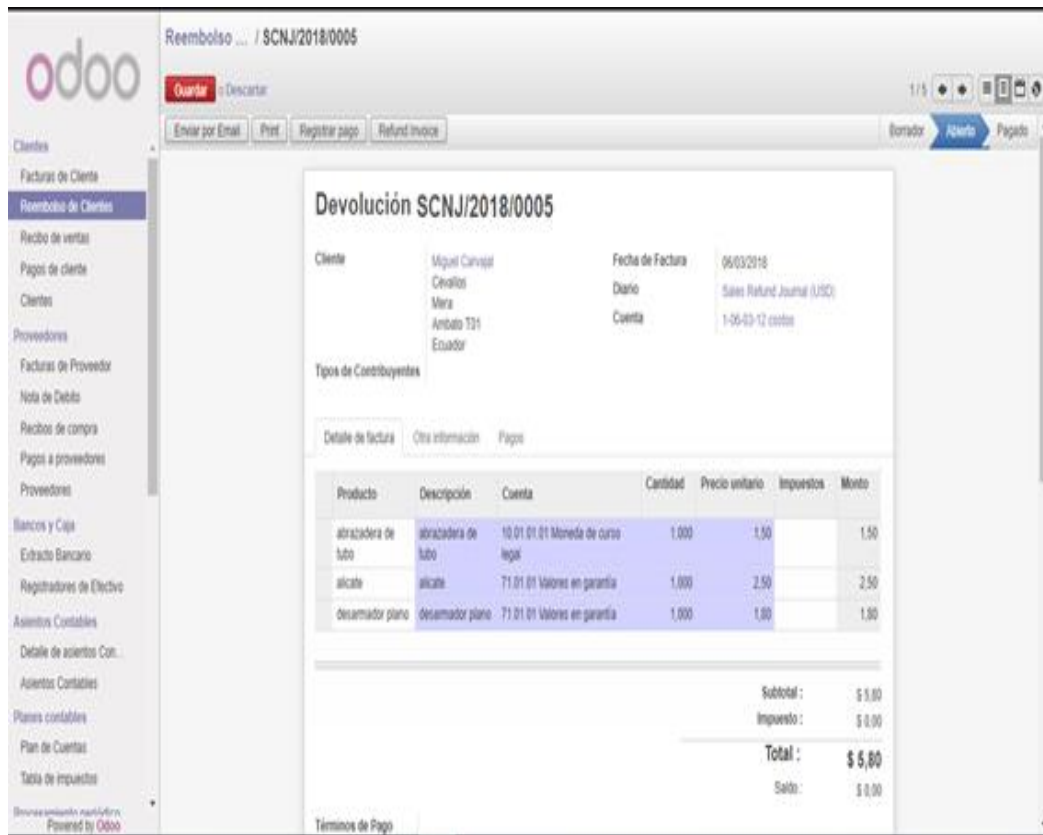 odoo
Reembolso ... / SCNJ/2018/0005
Guardar o Descartar
1/5
Enviar por Email Print Registrar pago Refund Invoice
Borrador Abierto Pagado
Clientes
Facturas de Cliente
Reembolso de Clientes
Recibo de ventas
Pagos de cliente
Clientes
Proveedores
Facturas de Proveedor
Nota de Debito
Recibos de compra
Pagos a proveedores
Proveedores
Bancos y Caja
Extracto Bancario
Registradores de Efectivo
Asientos Contables
Detalle de asientos Con...
Asientos Contables
Planes contables
Plan de Cuentas
Tabla de impuestos
Procesamiento periódico
Powered by Odoo
Devolución SCNJ/2018/0005
Cliente Miguel Carvajal
Cevallos
Mera
Ambato T01
Ecuador
Fecha de Factura 06/03/2018
Diario Sales Refund Journal (USD)
Cuenta 1-06-03-12 costos
Tipos de Contribuyentes
Detalle de factura Otra información Pagos
Producto Descripción Cuenta Cantidad Precio unitario Impuestos Monto
abrazadera de tubo abrazadera de tubo 10.01.01.01 Moneda de curso legal 1,000 1,50 1,50
alicate alicate 71.01.01 Valores en garantía 1,000 2,50 2,50
desarmador plano desarmador plano 71.01.01 Valores en garantía 1,000 1,80 1,80
Subtotal : $ 5,80
Impuesto : $ 0,00
Total : $ 5,80
Saldo : $ 0,00
Términos de Pago